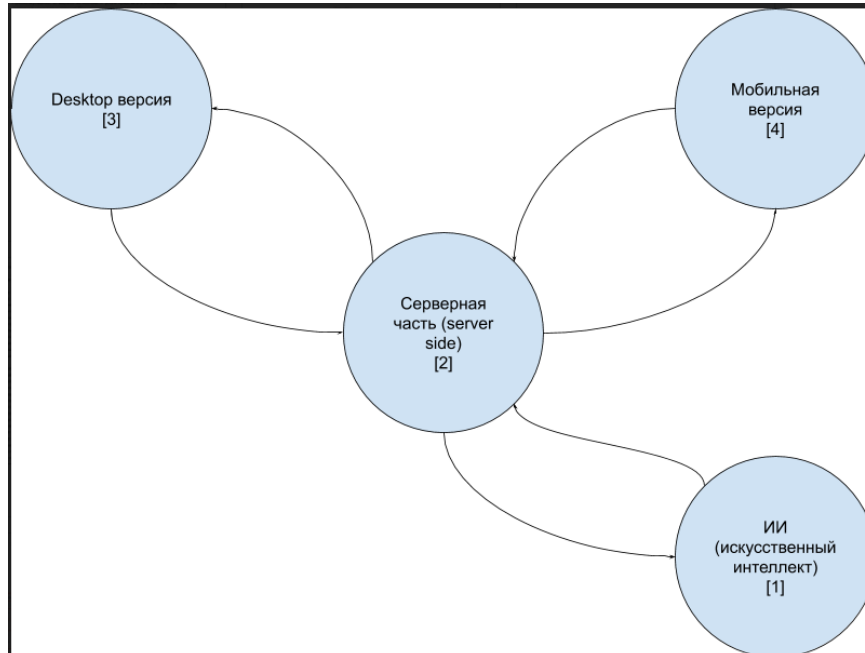 Desktop версия
[3]
Мобильная
версия
[4]
Серверная
часть (server
side)
[2]
ИИ
(искусственный
интеллект)
[1]